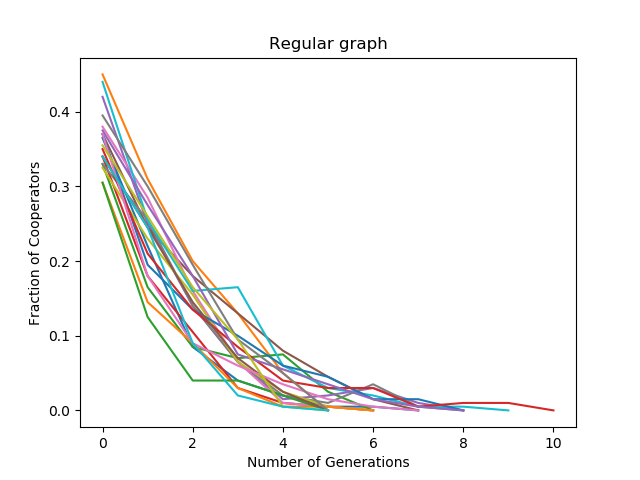 Regular graph
0.4
0.3
0.2
0.1
0.0
Fraction of Cooperators
0 2 4 6 8 10
Number of Generations